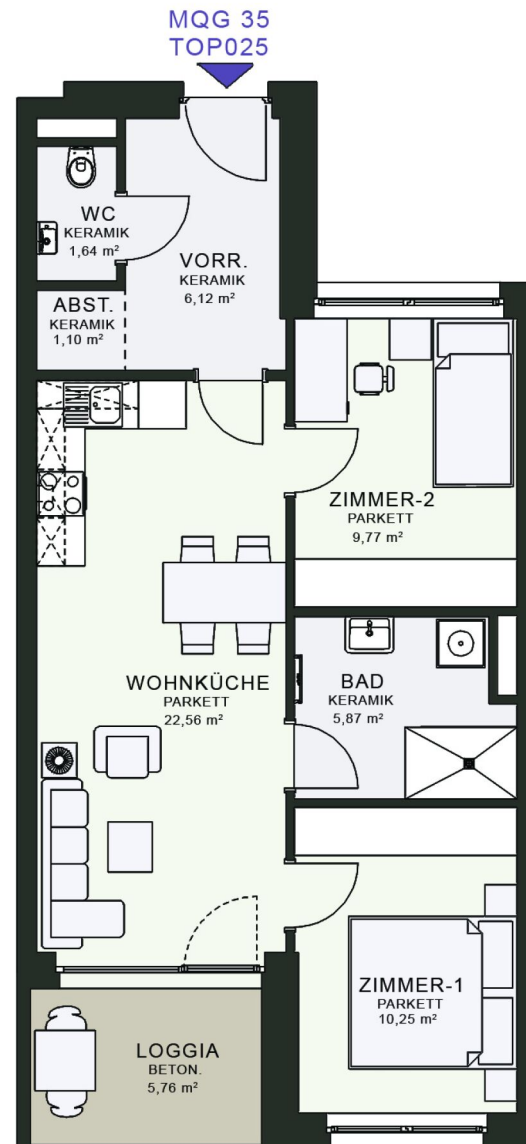 MQG 35
TOP025
WC
KERAMIK
1,64 m²
VORR.
KERAMIK
6,12 m²
ABST.
KERAMIK
1,10 m²
ZIMMER-2
PARKETT
9,77 m²
WOHNKÜCHE
PARKETT
22,56 m²
BAD
KERAMIK
5,87 m²
ZIMMER-1
PARKETT
10,25 m²
LOGGIA
BETON.
5,76 m²